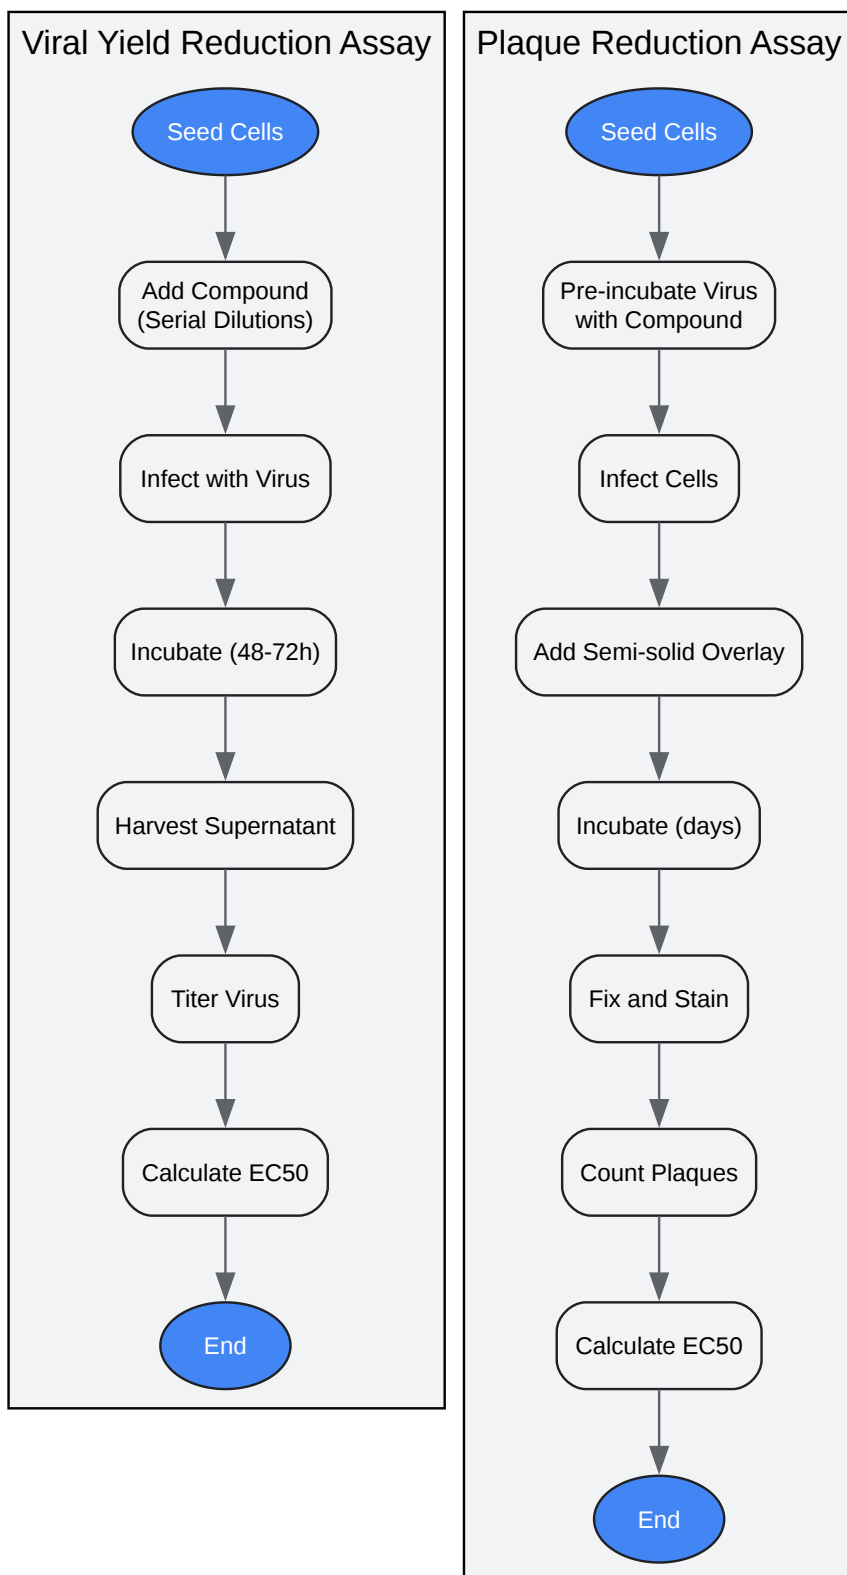 Viral Yield Reduction Assay
Seed Cells
Add Compound
(Serial Dilutions)
Infect with Virus
Incubate (48-72h)
Harvest Supernatant
Titer Virus
Calculate EC50
End
Plaque Reduction Assay
Seed Cells
Pre-incubate Virus
with Compound
Infect Cells
Add Semi-solid Overlay
Incubate (days)
Fix and Stain
Count Plaques
Calculate EC50
End